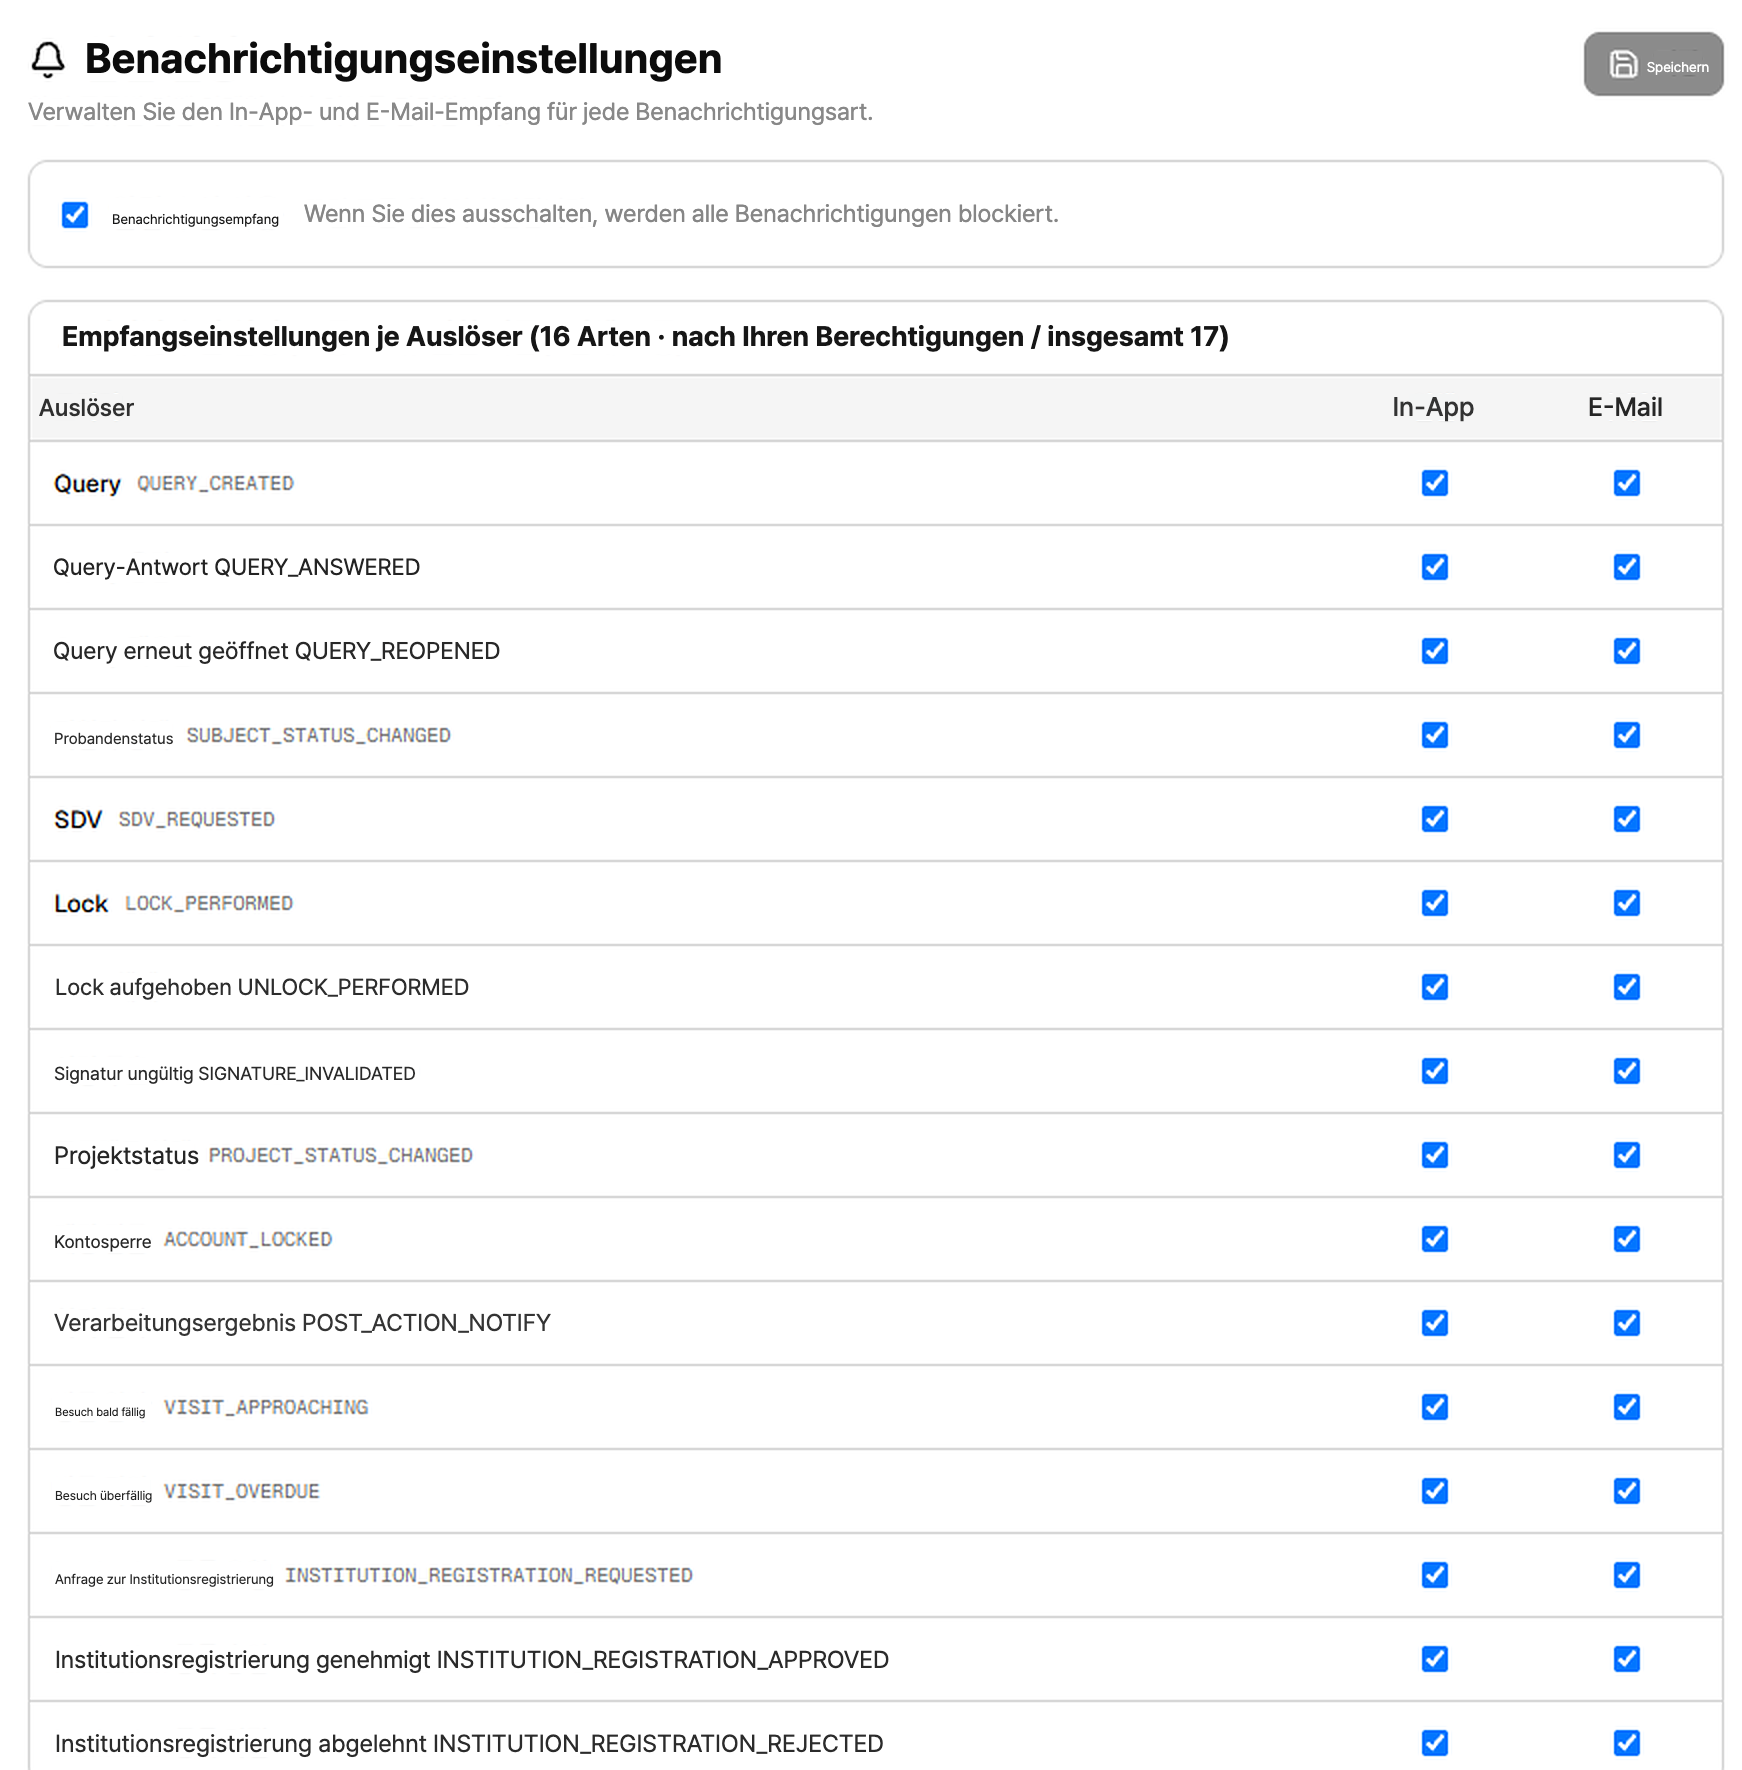 Benachrichtigungseinstellungen
Speichern
Verwalten Sie den In-App- und E-Mail-Empfang für jede Benachrichtigungsart.
Benachrichtigungsempfang Wenn Sie dies ausschalten, werden alle Benachrichtigungen blockiert.
Empfangseinstellungen je Auslöser (16 Arten · nach Ihren Berechtigungen / insgesamt 17)
Auslöser In-App E-Mail
Query QUERY_CREATED
Query-Antwort QUERY_ANSWERED
Query erneut geöffnet QUERY_REOPENED
Probandenstatus SUBJECT_STATUS_CHANGED
SDV SDV_REQUESTED
Lock LOCK_PERFORMED
Lock aufgehoben UNLOCK_PERFORMED
Signatur ungültig SIGNATURE_INVALIDATED
Projektstatus PROJECT_STATUS_CHANGED
Kontosperre ACCOUNT_LOCKED
Verarbeitungsergebnis POST_ACTION_NOTIFY
Besuch bald fällig VISIT_APPROACHING
Besuch überfällig VISIT_OVERDUE
Anfrage zur Institutionsregistrierung INSTITUTION_REGISTRATION_REQUESTED
Institutionsregistrierung genehmigt INSTITUTION_REGISTRATION_APPROVED
Institutionsregistrierung abgelehnt INSTITUTION_REGISTRATION_REJECTED